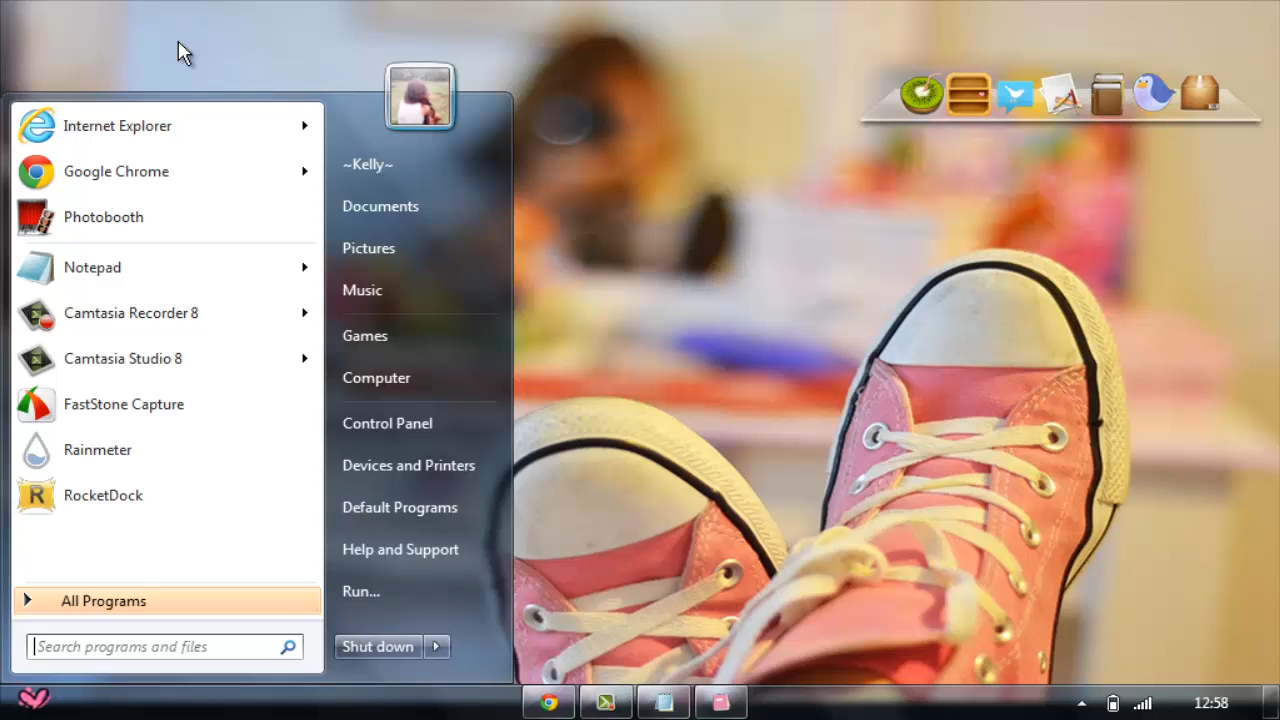 Internet Explorer
Google Chrome
Photobooth
Notepad
Camtasia Recorder 8
Camtasia Studio 8
FastStone Capture
Rainmeter
R
RocketDock
All Programs
Search programs and files
~Kelly~
Documents
Pictures
Music
Games
Computer
Control Panel
Devices and Printers
Default Programs
Help and Support
Run...
Shut down
12:58